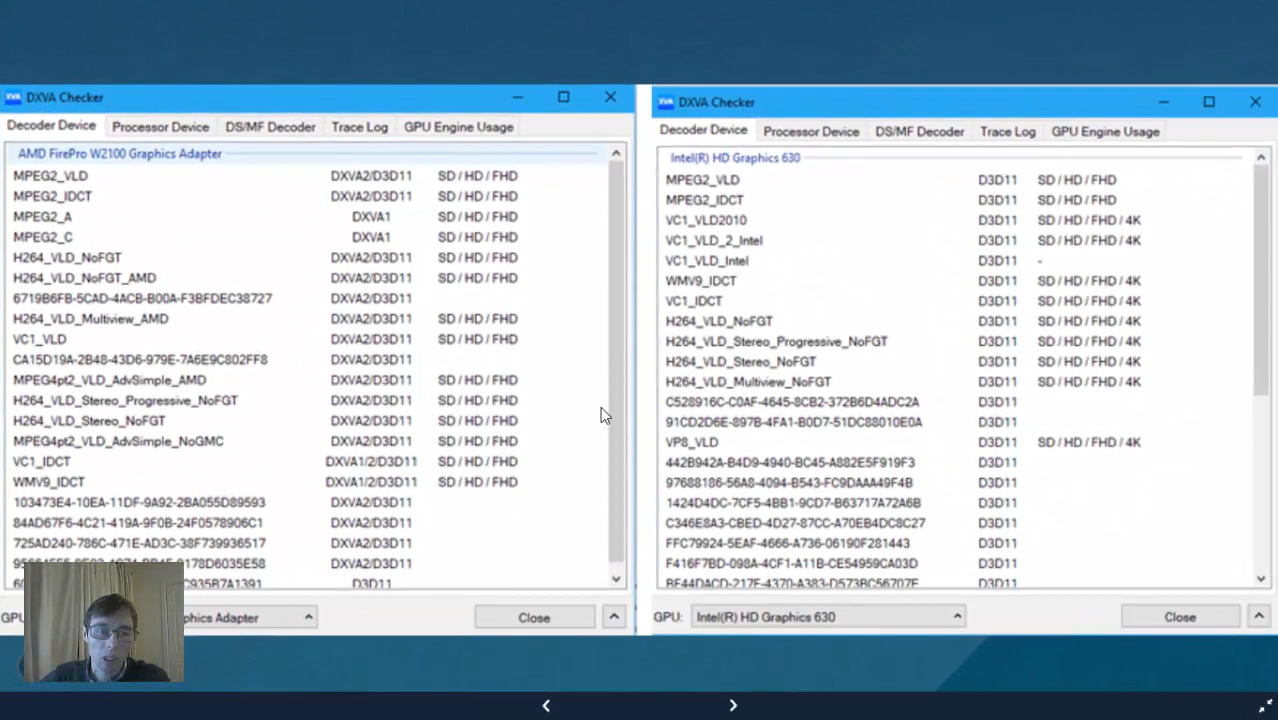 XVA DXVA Checker
Decoder Device Processor Device DS/MF Decoder Trace Log GPU Engine Usage
AMD FirePro W2100 Graphics Adapter
MPEG2_VLD DXVA2/D3D11 SD / HD / FHD
MPEG2_IDCT DXVA2/D3D11 SD / HD / FHD
MPEG2_A DXVA1 SD / HD / FHD
MPEG2_C DXVA1 SD / HD / FHD
H264_VLD_NoFGT DXVA2/D3D11 SD / HD / FHD
H264_VLD_NoFGT_AMD DXVA2/D3D11 SD / HD / FHD
6719B6FB-5CAD-4ACB-B00A-F3BFDEC38727 DXVA2/D3D11
H264_VLD_Multiview_AMD DXVA2/D3D11 SD / HD / FHD
VC1_VLD DXVA2/D3D11 SD / HD / FHD
CA15D19A-2B48-43D6-979E-7A6E9C802FF8 DXVA2/D3D11
MPEG4pt2_VLD_AdvSimple_AMD DXVA2/D3D11 SD / HD / FHD
H264_VLD_Stereo_Progressive_NoFGT DXVA2/D3D11 SD / HD / FHD
H264_VLD_Stereo_NoFGT DXVA2/D3D11 SD / HD / FHD
MPEG4pt2_VLD_AdvSimple_NoGMC DXVA2/D3D11 SD / HD / FHD
VC1_IDCT DXVA1/2/D3D11 SD / HD / FHD
WMV9_IDCT DXVA1/2/D3D11 SD / HD / FHD
103473E4-10EA-11DF-9A92-2BA055D89593 DXVA2/D3D11
84AD67F6-4C21-419A-9F0B-24F0578906C1 DXVA2/D3D11
725AD240-786C-471E-AD3C-38F739936517 DXVA2/D3D11
DXVA2/D3D11
D3D11
GPU Adapter
Close
XVA DXVA Checker
Decoder Device Processor Device DS/MF Decoder Trace Log GPU Engine Usage
Intel(R) HD Graphics 630
MPEG2_VLD D3D11 SD / HD / FHD
MPEG2_IDCT D3D11 SD / HD / FHD
VC1_VLD2010 D3D11 SD / HD / FHD / 4K
VC1_VLD_2_Intel D3D11 SD / HD / FHD / 4K
VC1_VLD_Intel D3D11 -
WMV9_IDCT D3D11 SD / HD / FHD / 4K
VC1_IDCT D3D11 SD / HD / FHD / 4K
H264_VLD_NoFGT D3D11 SD / HD / FHD / 4K
H264_VLD_Stereo_Progressive_NoFGT D3D11 SD / HD / FHD / 4K
H264_VLD_Stereo_NoFGT D3D11 SD / HD / FHD / 4K
H264_VLD_Multiview_NoFGT D3D11 SD / HD / FHD / 4K
C528916C-C0AF-4645-8CB2-372B6D4ADC2A D3D11
91CD2D6E-897B-4FA1-B0D7-51DC88010E0A D3D11
VP8_VLD D3D11 SD / HD / FHD / 4K
442B942A-B4D9-4940-BC45-A882E5F919F3 D3D11
97688186-56A8-4094-B543-FC9DAAA49F4B D3D11
1424D4DC-7CF5-4BB1-9CD7-B63717A72A6B D3D11
C346E8A3-CBED-4D27-87CC-A70EB4DC8C27 D3D11
FFC79924-5EAF-4666-A736-06190F281443 D3D11
F416F7BD-098A-4CF1-A11B-CE54959CA03D D3D11
BF44DACD-217F-4370-A383-D573BC56707E D3D11
GPU: Intel(R) HD Graphics 630
Close